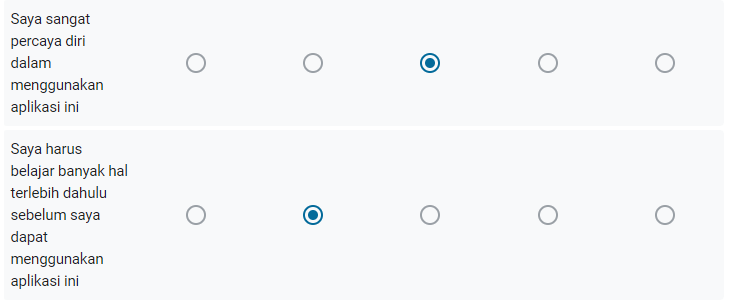 Saya sangat
percaya diri
dalam
menggunakan
aplikasi ini
Saya harus
belajar banyak hal
terlebih dahulu
sebelum saya
dapat
menggunakan
aplikasi ini